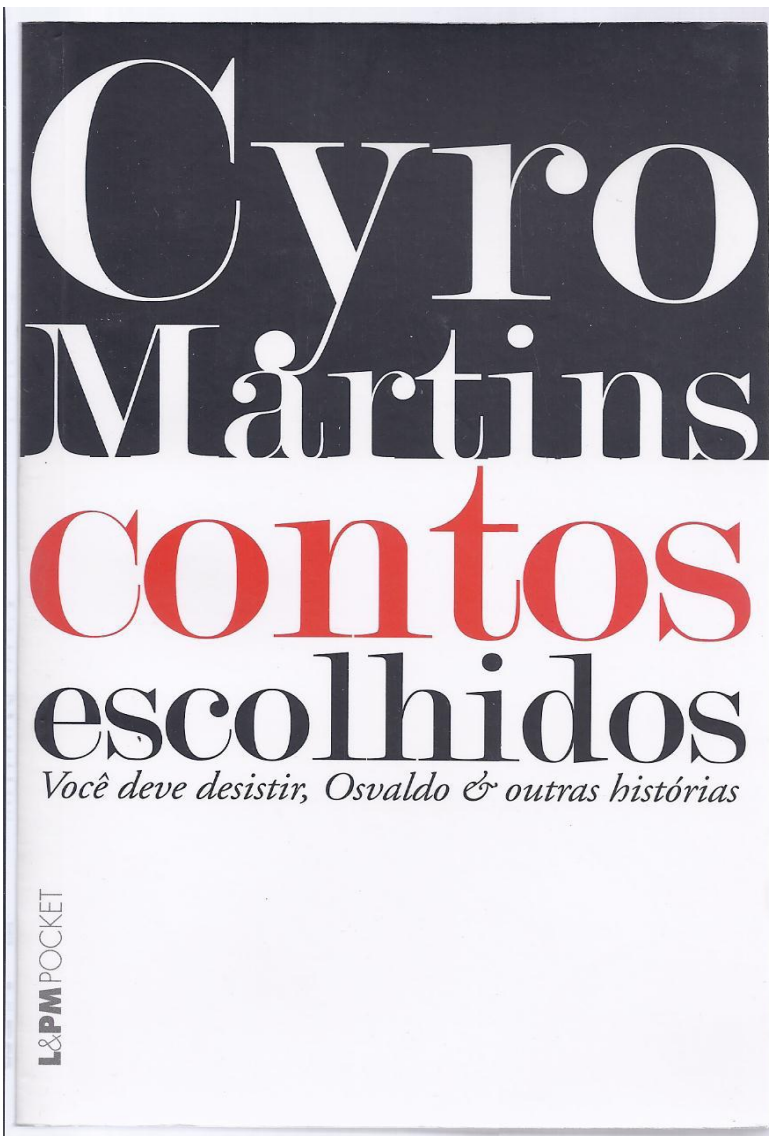 Cyro
Martins
contos
escolhidos
Você deve desistir, Osvaldo & outras histórias
L&PM POCKET